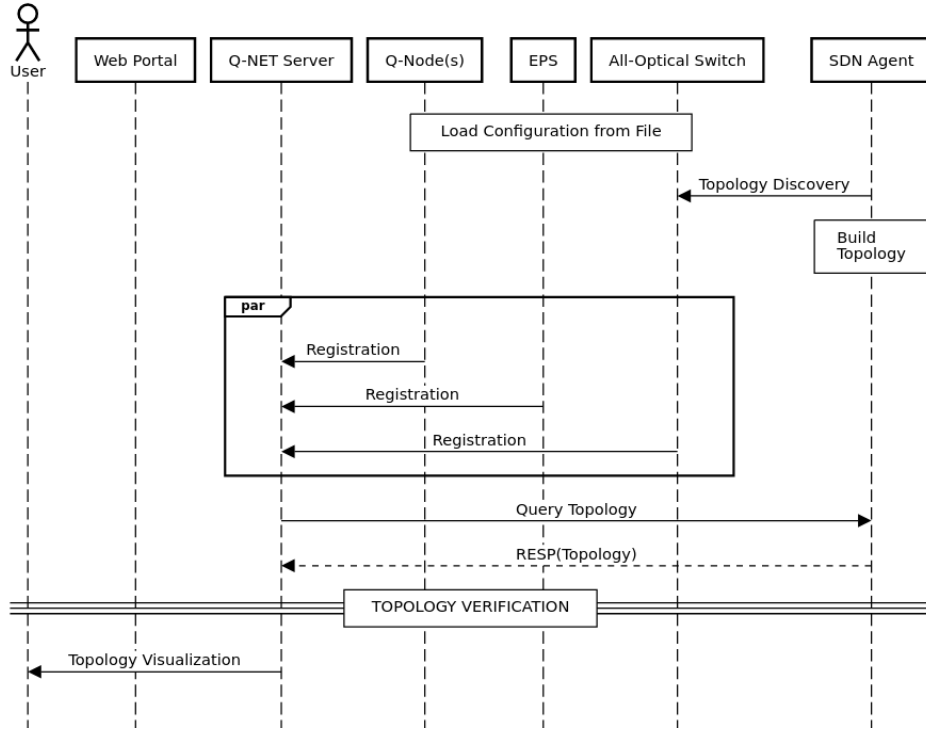 User
Web Portal
Q-NET Server
Q-Node(s)
EPS
All-Optical Switch
SDN Agent
Load Configuration from File
Topology Discovery
Build
Topology
par
Registration
Registration
Registration
Query Topology
RESP(Topology)
TOPOLOGY VERIFICATION
Topology Visualization